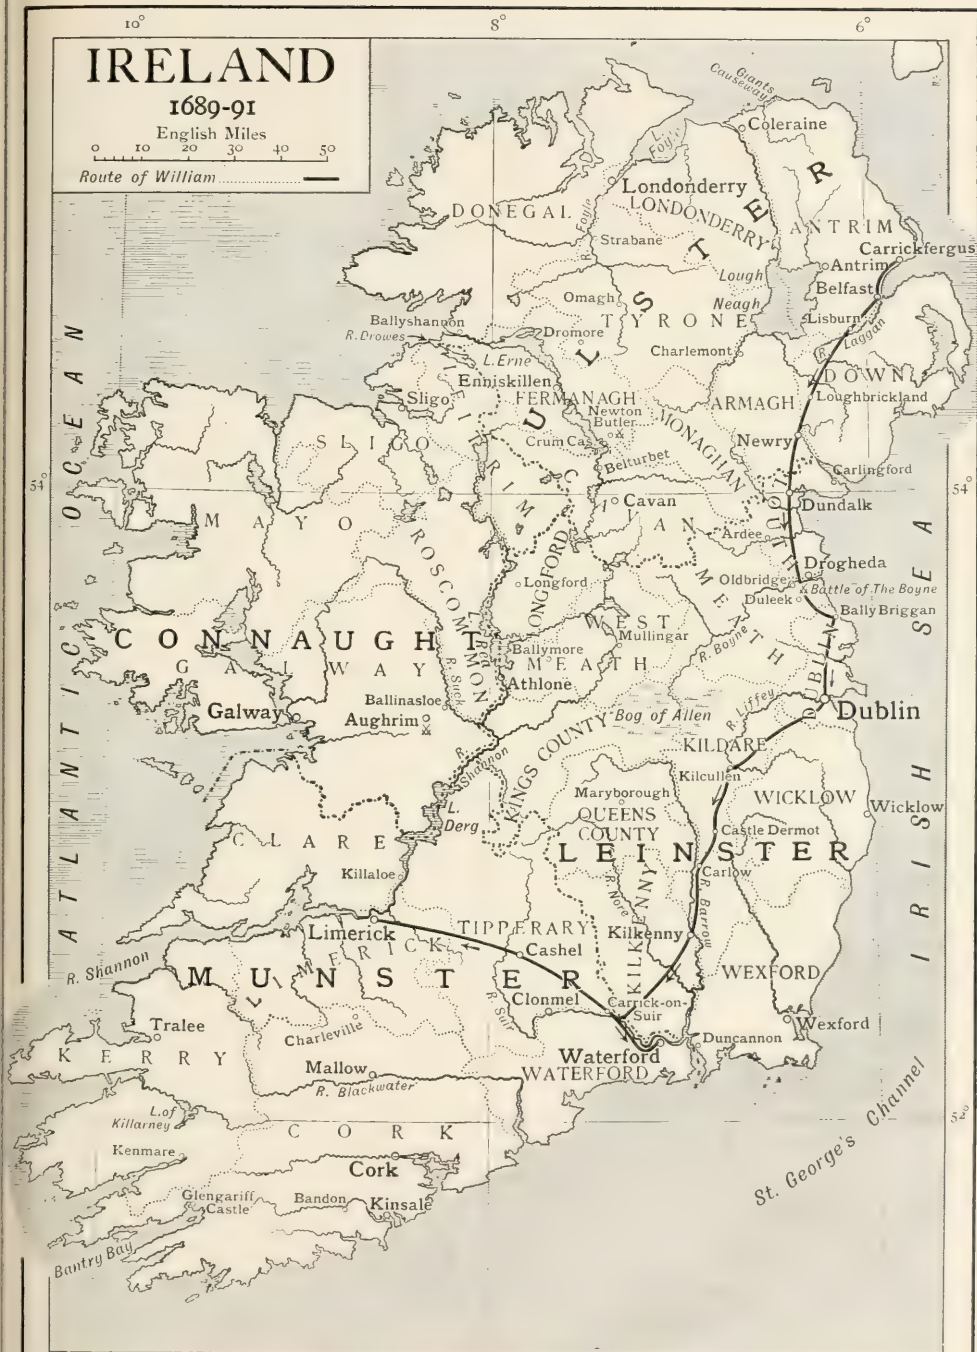 10° 8° 6°
IRELAND
1689-91
English Miles
0 10 20 30 40 50
Route of William
Giants
Causeway
Coleraine
L.
Foyle
Londonderry
LONDONDERRY
DONEGAL
R. Foyle
Strabane
ANTRIM
Carrickfergus
Antrim
Belfast
Lough
Neagh
Omagh
TYRONE
Lisburn
R. Laggan
ULSTER
Ballyshannon
R. Drowes
Dromore
Charlemont
L. Erne
Enniskillen
FERMANAGH
DOWN
Loughbrickland
Sligo
SLIGO
LEITRIM
Newton
Butler
Crum Cas.
ARMAGH
MONAGHAN
Newry
Belturbet
Carlingford
54° 54°
Cavan
CAVAN
Dundalk
LOUTH
Ardee
MAYO
ROSCOMMON
Longford
LONGFORD
Drogheda
Oldbridge
Battle of The Boyne
Duleek
Bally Briggan
MEATH
WEST
MEATH
Mullingar
R. Boyne
CONNAUGHT
GALWAY
L. Ree
Ballymore
Athlone
R. Suck
Ballinasloe
Aughrim
Galway
DUBLIN
Dublin
R. Liffey
Bog of Allen
KINGS COUNTY
KILDARE
Kilcullen
R. Shannon
L.
Derg
Maryborough
QUEENS
COUNTY
WICKLOW
Wicklow
Castle Dermot
CLARE
LEINSTER
Carlow
Killaloe
R. Nore
R. Barrow
Limerick
LIMERICK
TIPPERARY
Cashel
KILKENNY
Kilkenny
R. Shannon
MUNSTER
WEXFORD
Clonmel
R. Suir
Carrick-on-
Suir
Wexford
Tralee
Charleville
Duncannon
KERRY
Waterford
WATERFORD
Mallow
R. Blackwater
L. of
Killarney
CORK
52°
Kenmare
Cork
Glengariff
Castle
Bandon
Kinsale
Bantry Bay
ATLANTIC OCEAN
IRISH SEA
St. George's Channel